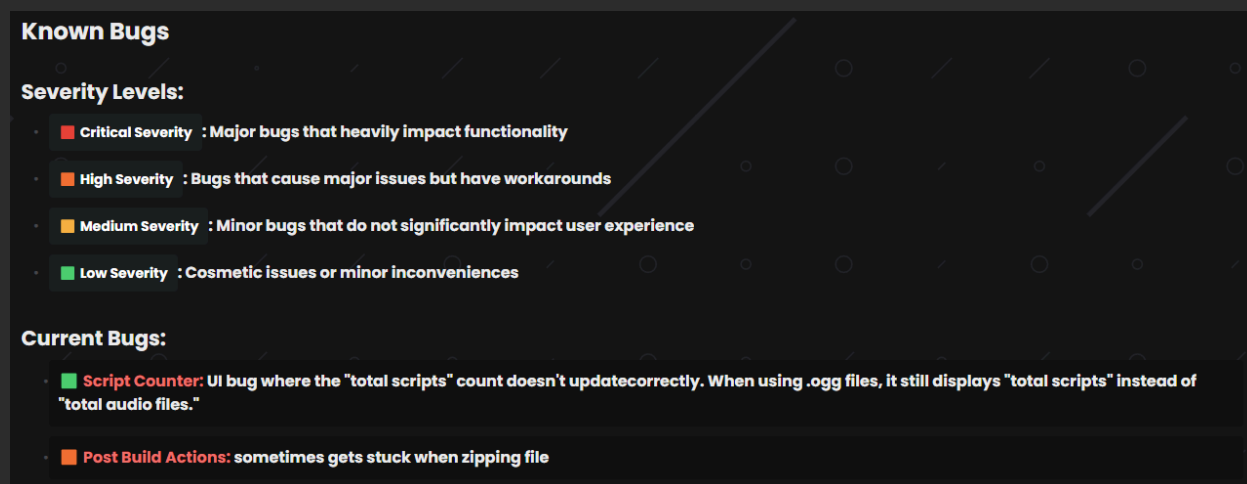 Known Bugs
Severity Levels:
Critical Severity : Major bugs that heavily impact functionality
High Severity : Bugs that cause major issues but have workarounds
Medium Severity : Minor bugs that do not significantly impact user experience
Low Severity : Cosmetic issues or minor inconveniences
Current Bugs:
Script Counter: UI bug where the "total scripts" count doesn't updatecorrectly. When using .ogg files, it still displays "total scripts" instead of
"total audio files."
Post Build Actions: sometimes gets stuck when zipping file